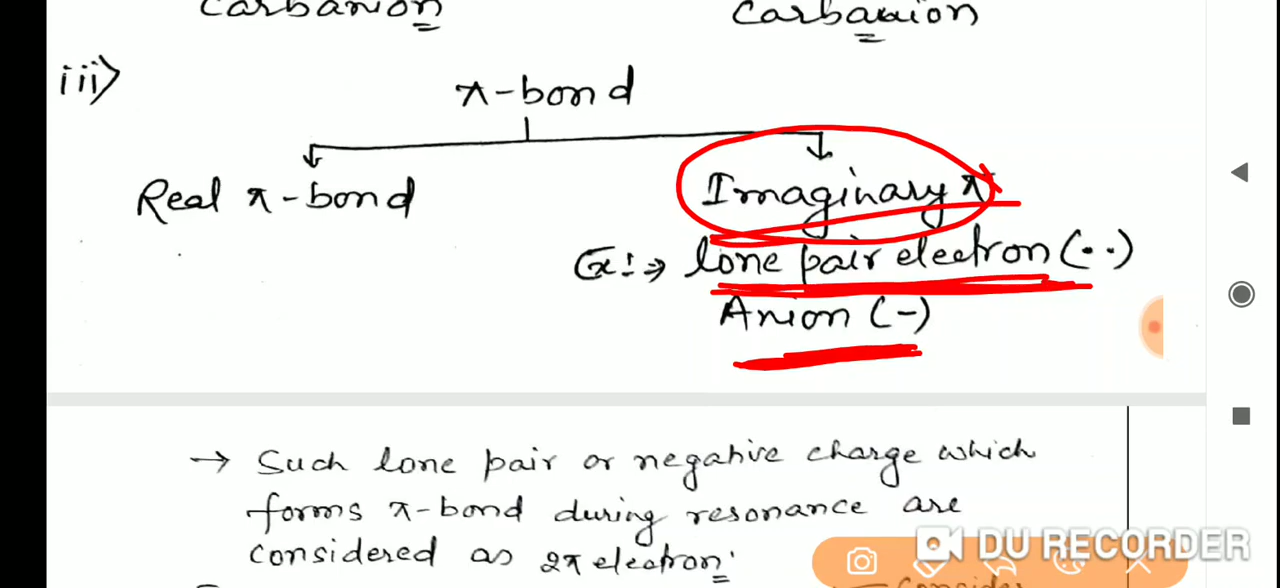 Carbanion Carbanion
iii)
π-bond
Real π-bond Imaginary π
Ex:⇒ lone pair electron (··)
Anion (-)
→ Such lone pair or negative charge which
forms π-bond during resonance are
considered as 2π electron.
DU RECORDER
Consider